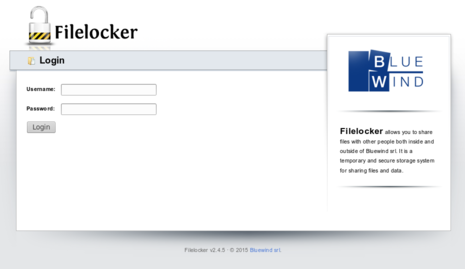 Filelocker
Login
Username:
Password:
Login
BLUE
WIND
Filelocker allows you to share
files with other people both inside and
outside of Bluewind srl. It is a
temporary and secure storage system
for sharing files and data.
Filelocker v2.4.5 - © 2015 Bluewind srl.